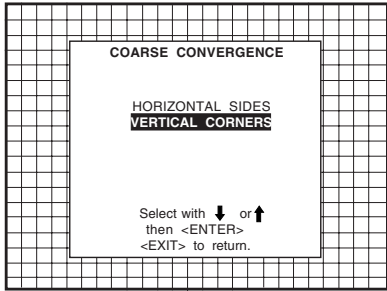 COARSE CONVERGENCE
HORIZONTAL SIDES
VERTICAL CORNERS
Select with ⬇ or ⬆
then <ENTER>
<EXIT> to return.